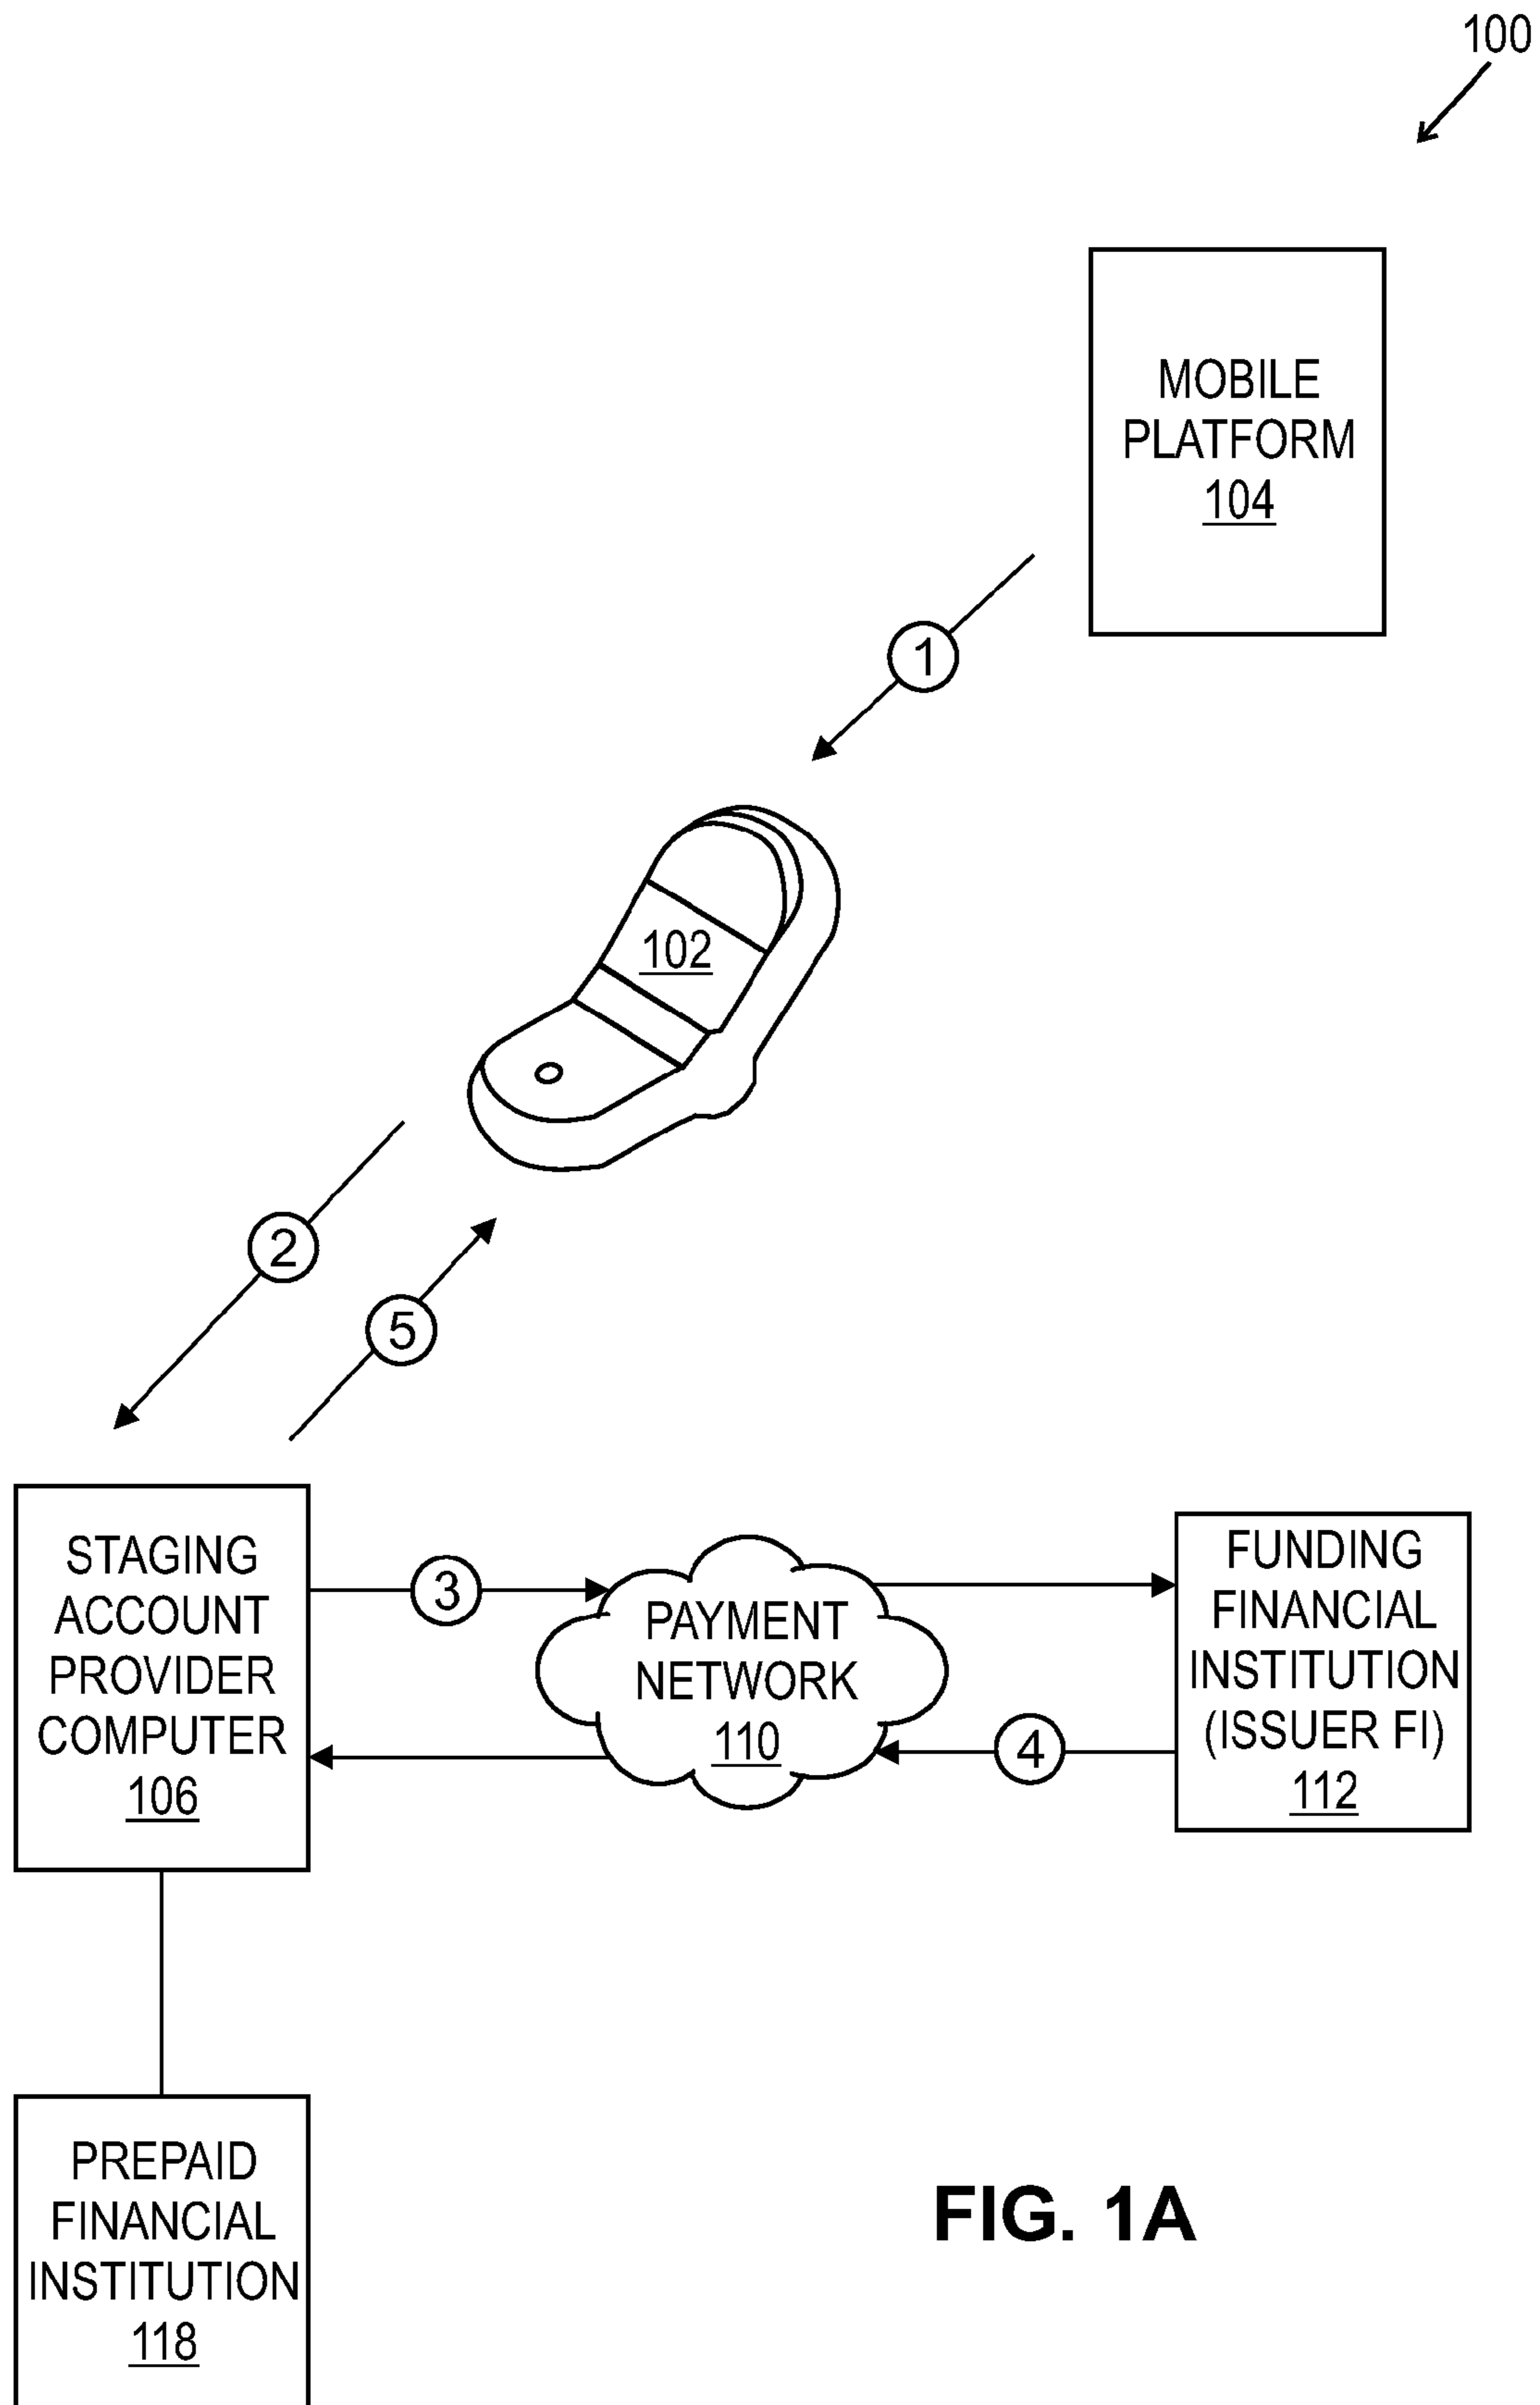 100
MOBILE
PLATFORM
104
1
102
2
5
STAGING
ACCOUNT
PROVIDER
COMPUTER
106
3
PAYMENT
NETWORK
110
4
FUNDING
FINANCIAL
INSTITUTION
(ISSUER FI)
112
PREPAID
FINANCIAL
INSTITUTION
118
FIG. 1A